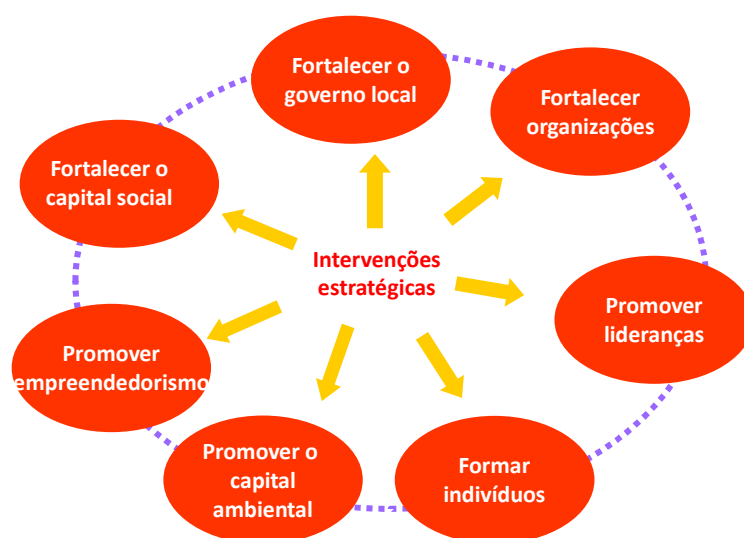 Fortalecer o
governo local
Fortalecer
organizações
Fortalecer o
capital social
Intervenções
estratégicas
Promover
lideranças
Promover
empreendedorismo
Promover o
capital
ambiental
Formar
indivíduos